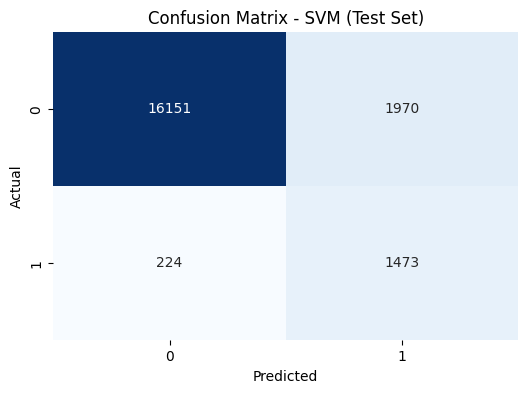 Confusion Matrix - SVM (Test Set)
Actual
0
16151
1970
1
224
1473
0
1
Predicted